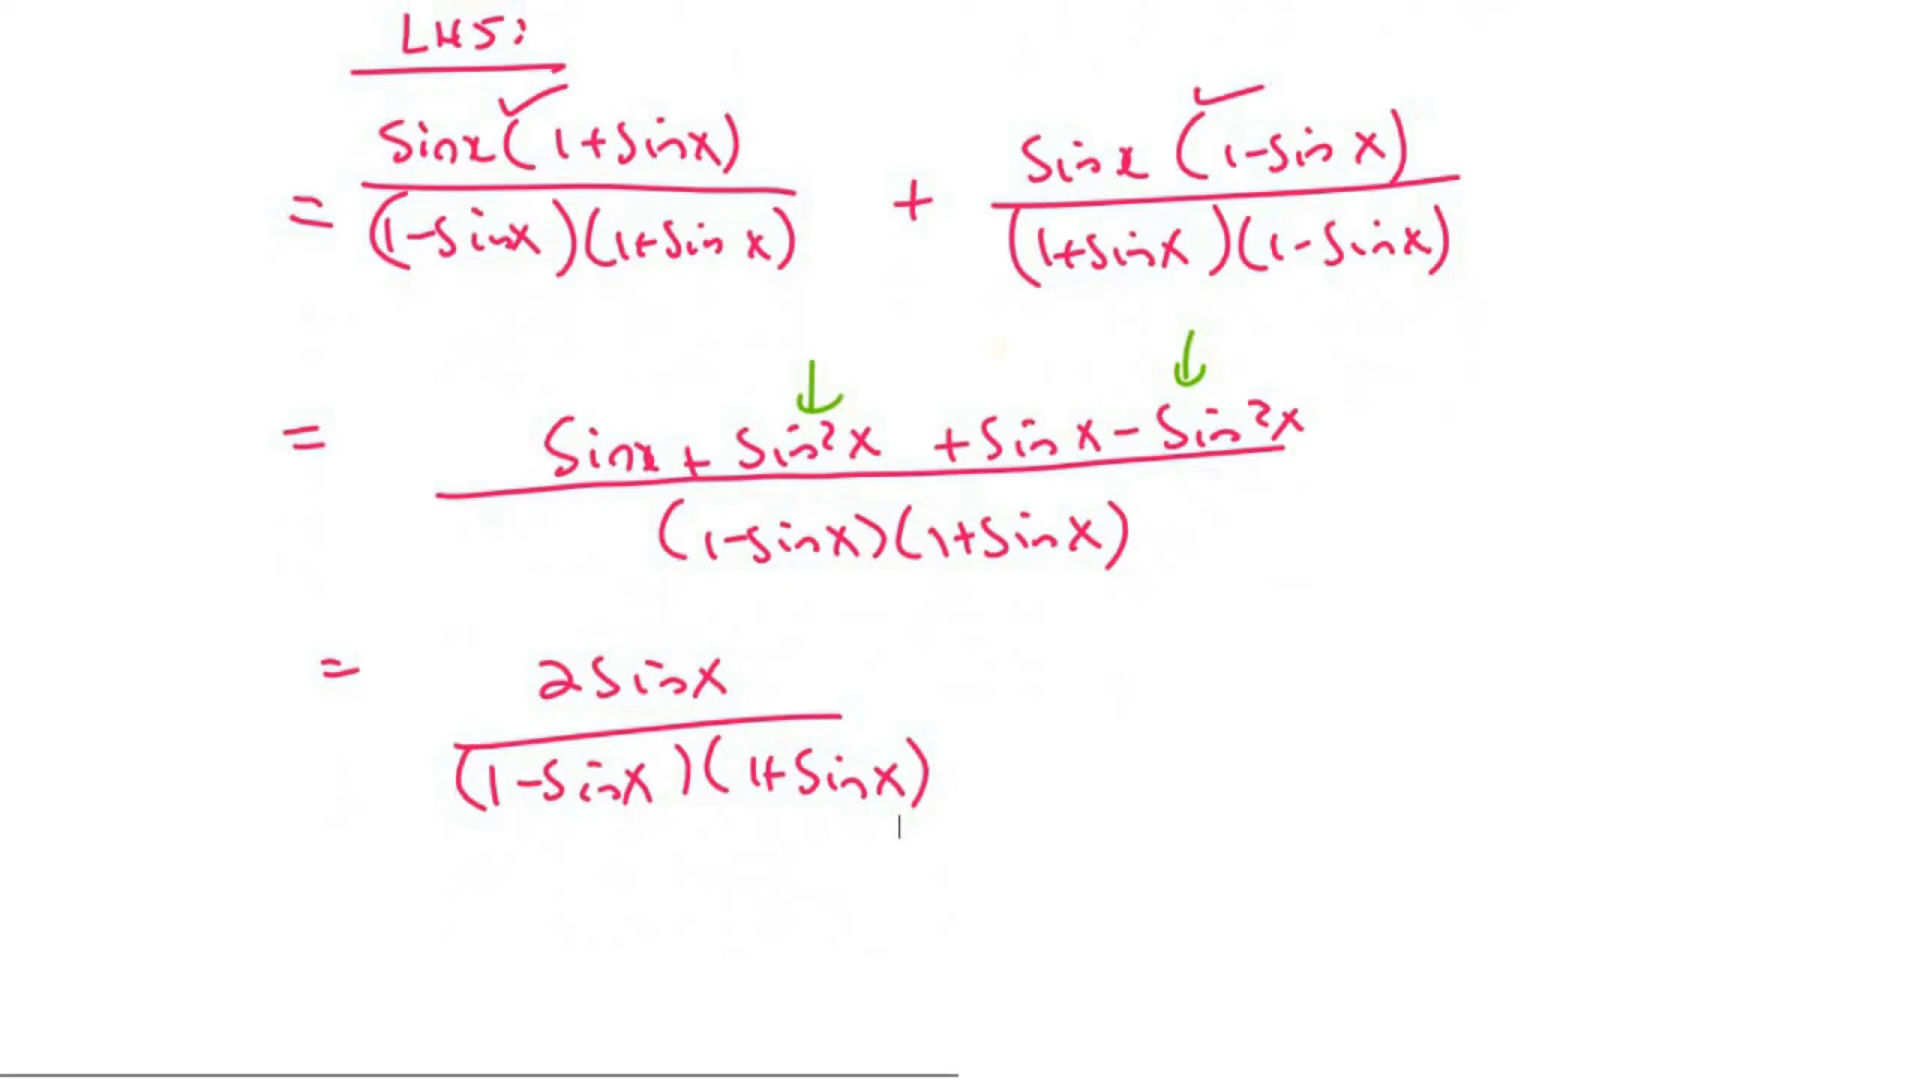 LHS:
= sinx(1+sinx) / (1-sinx)(1+sinx) + sinx(1-sinx) / (1+sinx)(1-sinx)
= sinx + sin²x + sinx - sin²x / (1-sinx)(1+sinx)
= 2sinx / (1-sinx)(1+sinx)